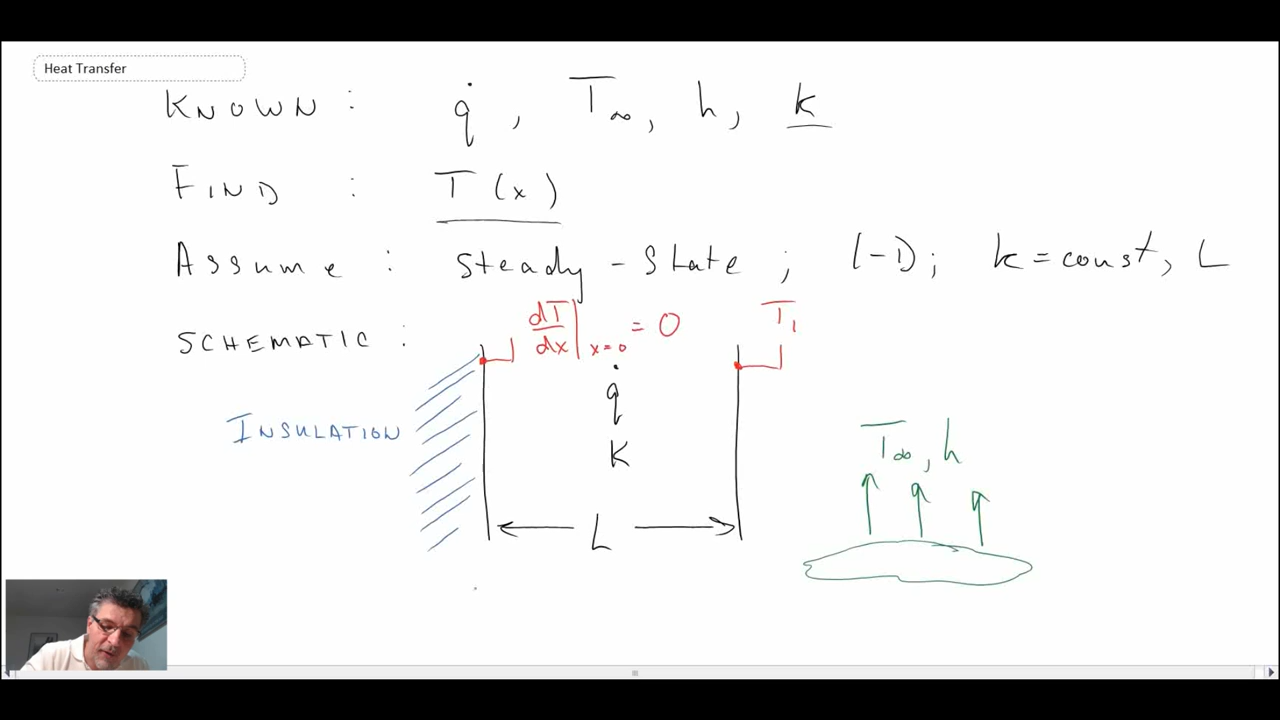 Heat Transfer
KNOWN : q̇, T∞, h, k
FIND : T(x)
Assume : Steady-State; 1-D; k=const, L
SCHEMATIC :
dT/dx|x=0 = 0
T₁
q̇
K
INSULATION
T∞, h
L